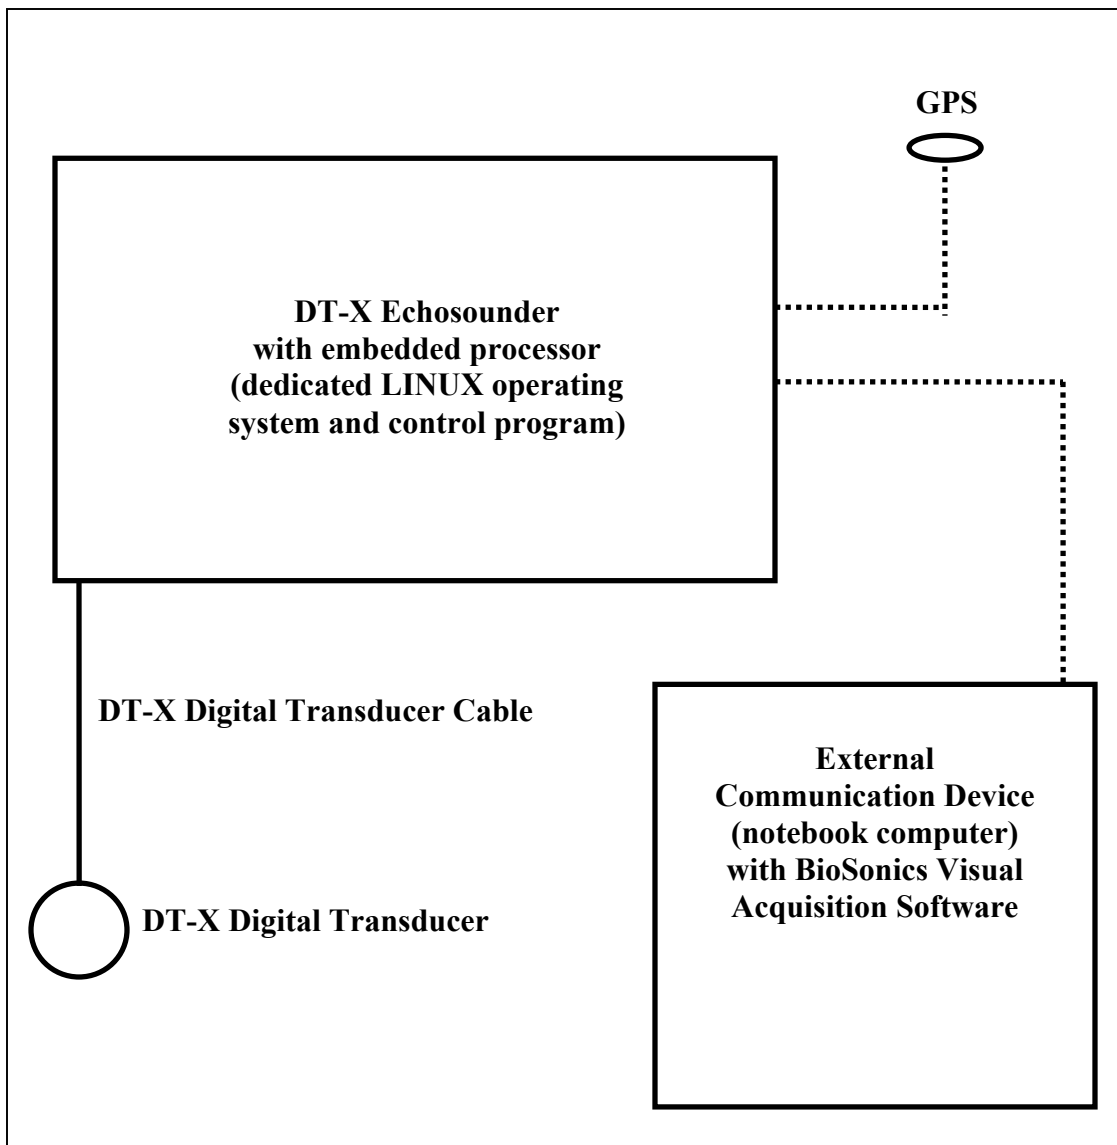 GPS
DT-X Echosounder
with embedded processor
(dedicated LINUX operating
system and control program)
DT-X Digital Transducer Cable
External
Communication Device
(notebook computer)
with BioSonics Visual
Acquisition Software
DT-X Digital Transducer